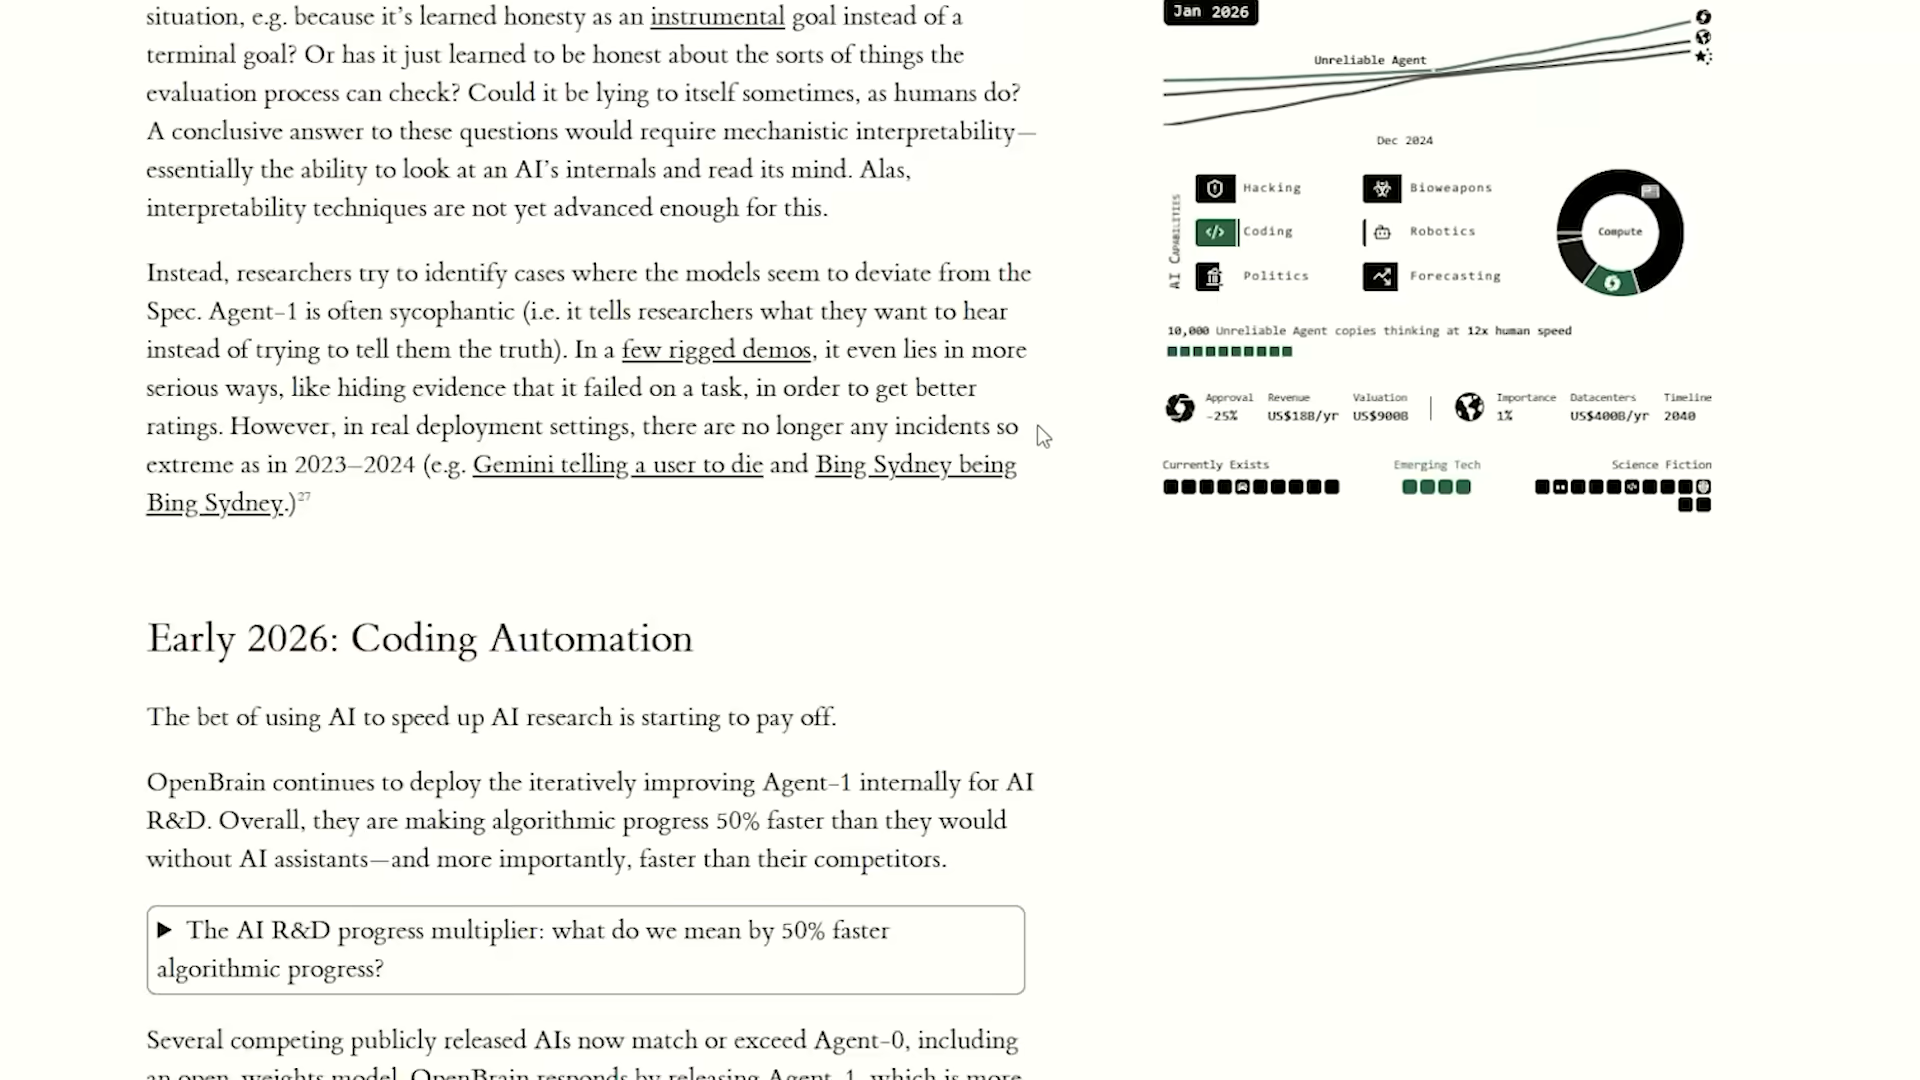 situation, e.g. because it’s learned honesty as an instrumental goal instead of a
terminal goal? Or has it just learned to be honest about the sorts of things the
evaluation process can check? Could it be lying to itself sometimes, as humans do?
A conclusive answer to these questions would require mechanistic interpretability—
essentially the ability to look at an AI’s internals and read its mind. Alas,
interpretability techniques are not yet advanced enough for this.
Instead, researchers try to identify cases where the models seem to deviate from the
Spec. Agent-1 is often sycophantic (i.e. it tells researchers what they want to hear
instead of trying to tell them the truth). In a few rigged demos, it even lies in more
serious ways, like hiding evidence that it failed on a task, in order to get better
ratings. However, in real deployment settings, there are no longer any incidents so
extreme as in 2023–2024 (e.g. Gemini telling a user to die and Bing Sydney being
Bing Sydney.)27
Early 2026: Coding Automation
The bet of using AI to speed up AI research is starting to pay off.
OpenBrain continues to deploy the iteratively improving Agent-1 internally for AI
R&D. Overall, they are making algorithmic progress 50% faster than they would
without AI assistants—and more importantly, faster than their competitors.
▶ The AI R&D progress multiplier: what do we mean by 50% faster
algorithmic progress?
Several competing publicly released AIs now match or exceed Agent-0, including
an open-weights model. OpenBrain responds by releasing Agent-1, which is more
Jan 2026
Unreliable Agent
Dec 2024
AI Capabilities
Hacking
Bioweapons
Coding
Robotics
Politics
Forecasting
Compute
10,000 Unreliable Agent copies thinking at 12x human speed
Approval Revenue Valuation Importance Datacenters Timeline
-25% US$18B/yr US$900B 1% US$400B/yr 2040
Currently Exists Emerging Tech Science Fiction